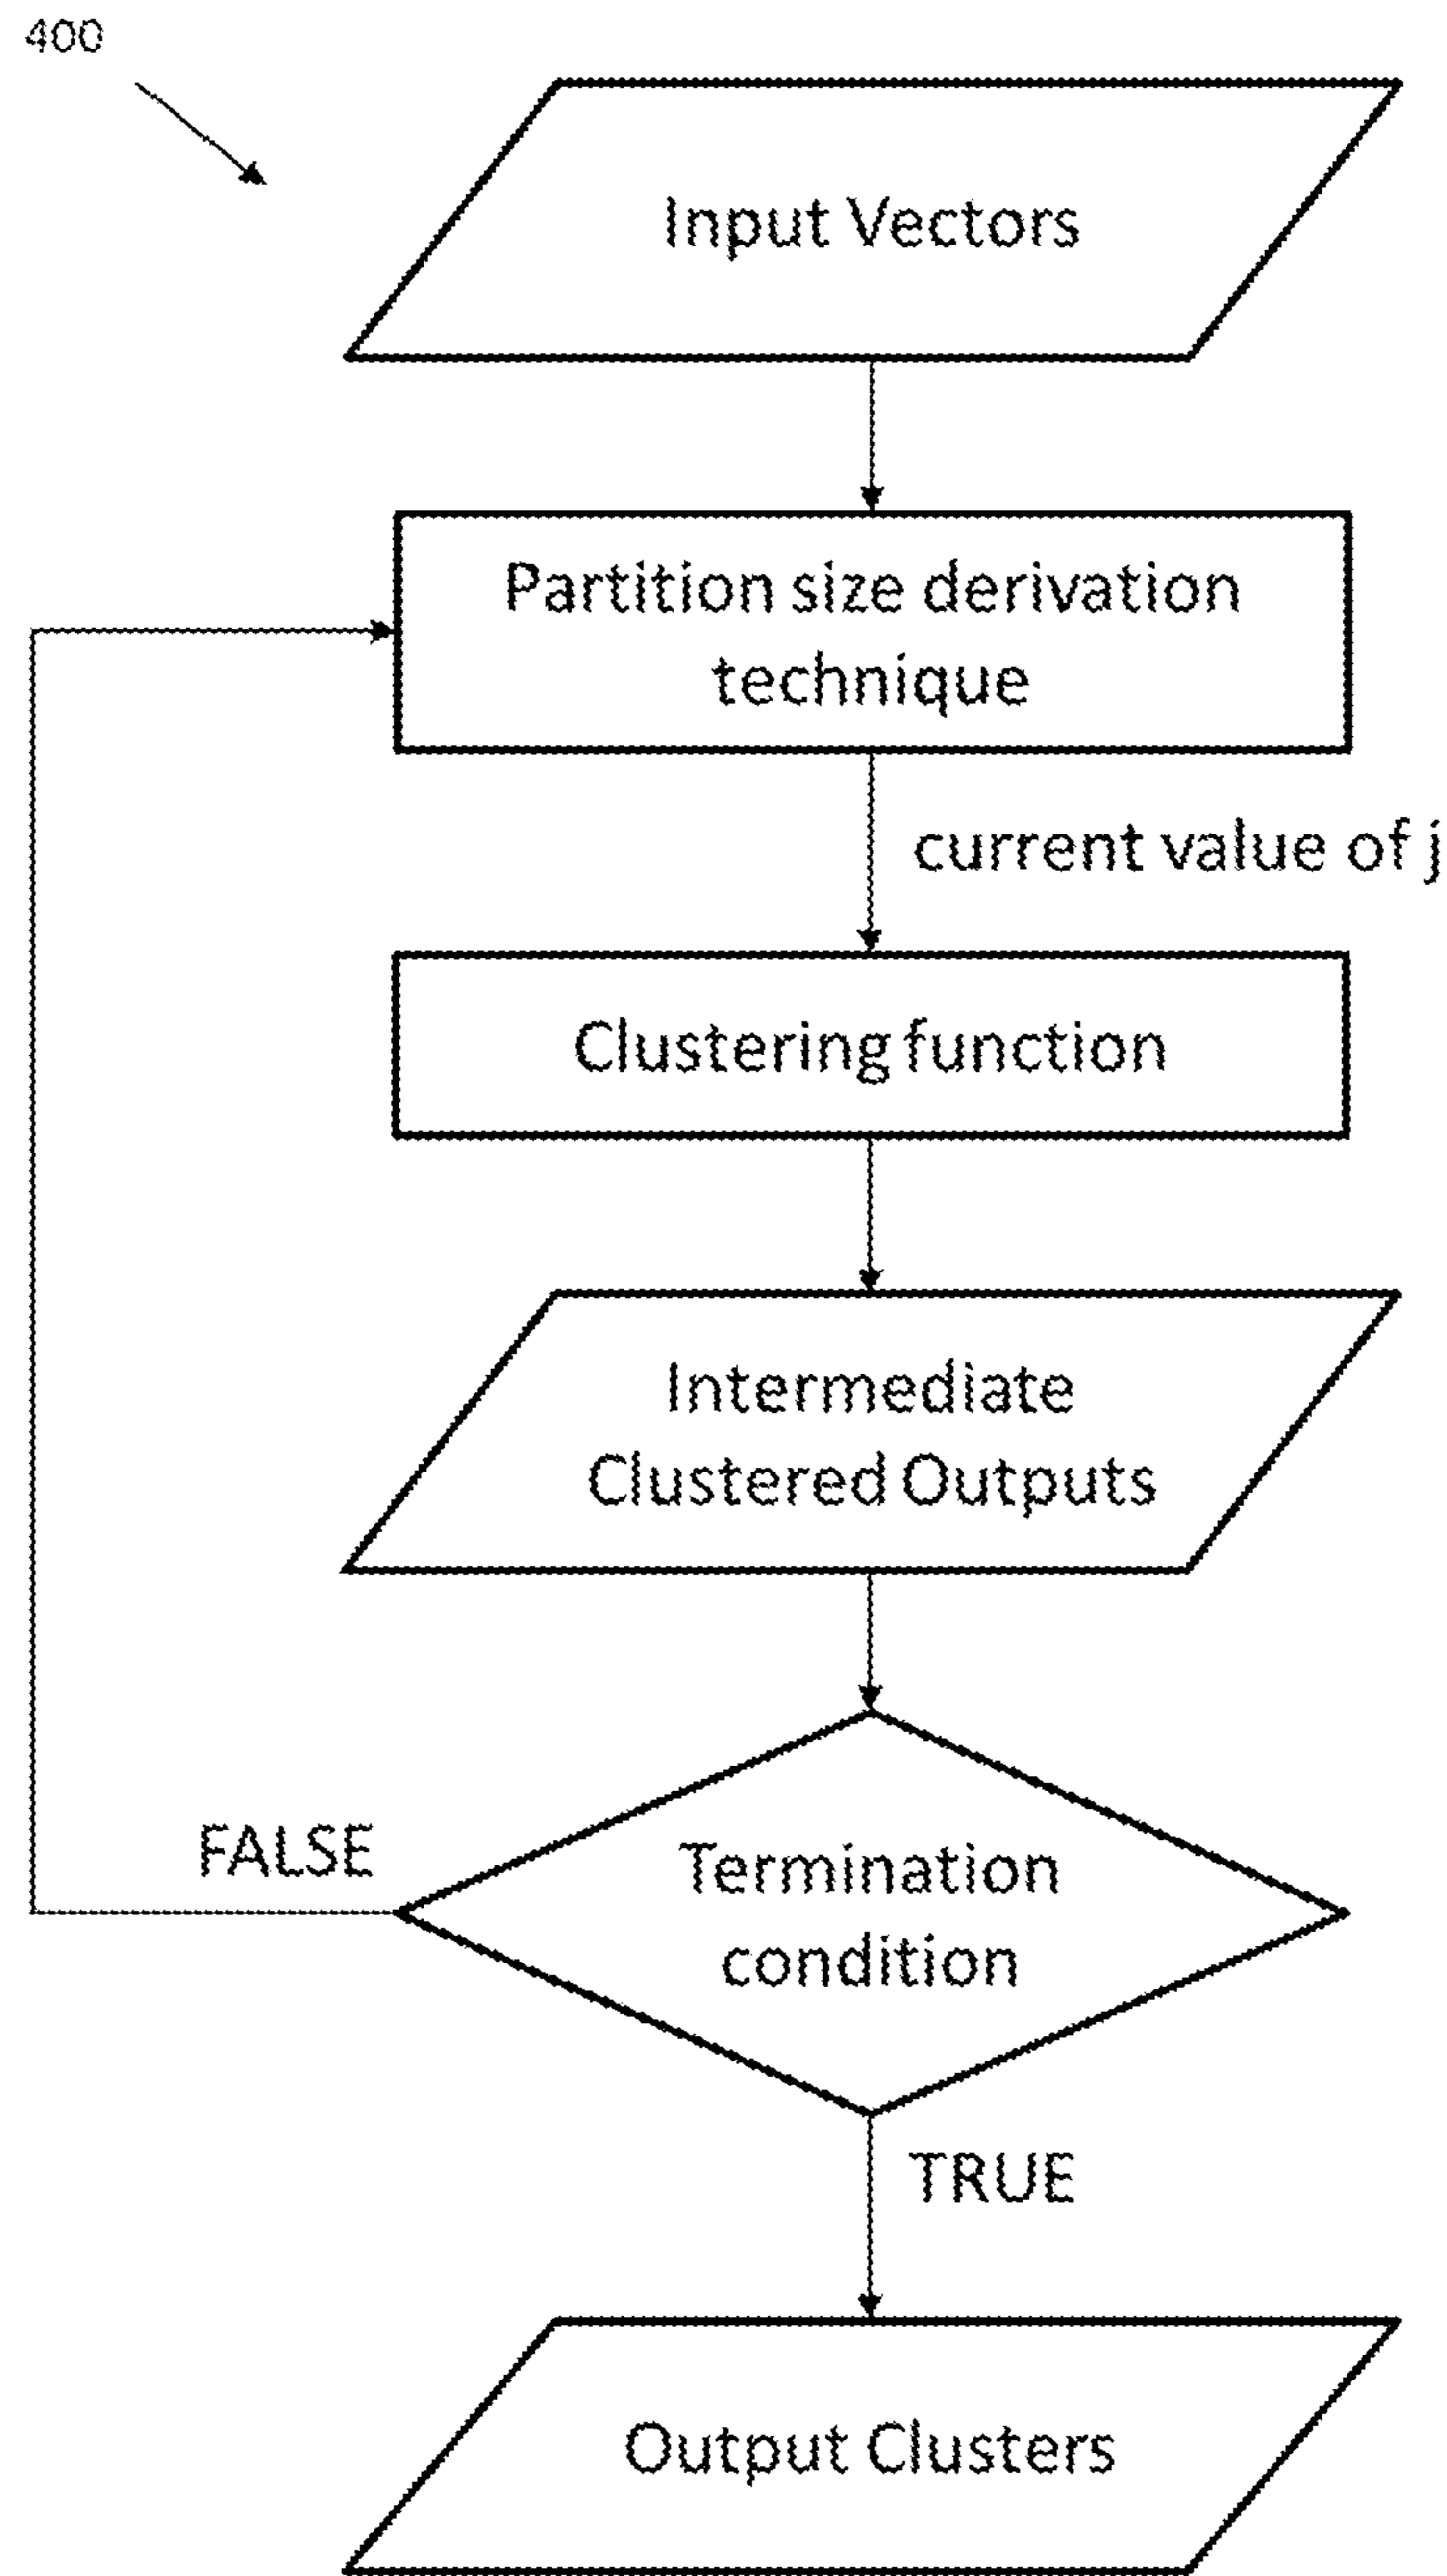 400
Input Vectors
Partition size derivation
technique
current value of j
Clustering function
Intermediate
Clustered Outputs
FALSE
Termination
condition
TRUE
Output Clusters